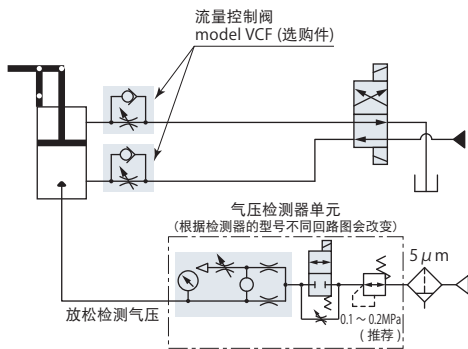 流量控制阀
model VCF (选购件)
气压检测器单元
(根据检测器的型号不同回路图会改变)
5μm
放松检测气压
0.1～0.2MPa
(推荐)